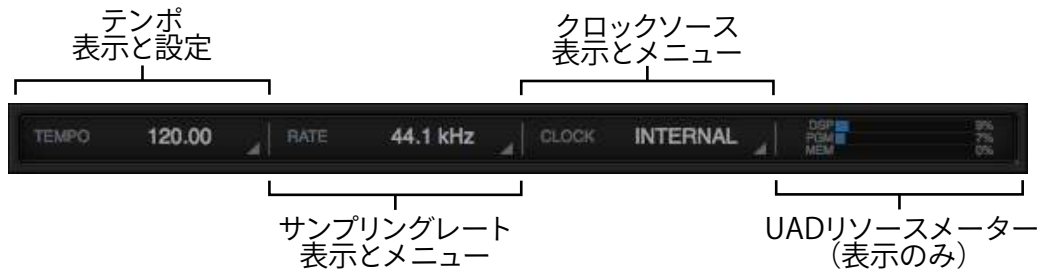 テンポ
表示と設定
クロックソース
表示とメニュー
TEMPO 120.00 RATE 44.1 kHz CLOCK INTERNAL DSP 9%
PGM 7%
MEM 0%
サンプリングレート
表示とメニュー
UADリソースメーター
(表示のみ)